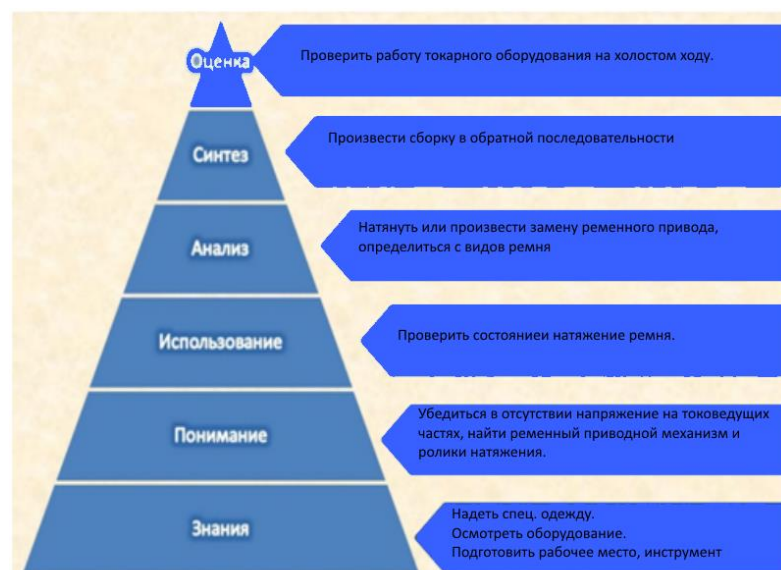 Оценка
Проверить работу токарного оборудования на холостом ходу.
Синтез
Произвести сборку в обратной последовательности
Анализ
Натянуть или произвести замену ременного привода,
определиться с видов ремня
Использование
Проверить состояниеи натяжение ремня.
Понимание
Убедиться в отсутствии напряжение на токоведущих
частях, найти ременный приводной механизм и
ролики натяжения.
Знания
Надеть спец. одежду.
Осмотреть оборудование.
Подготовить рабочее место, инструмент